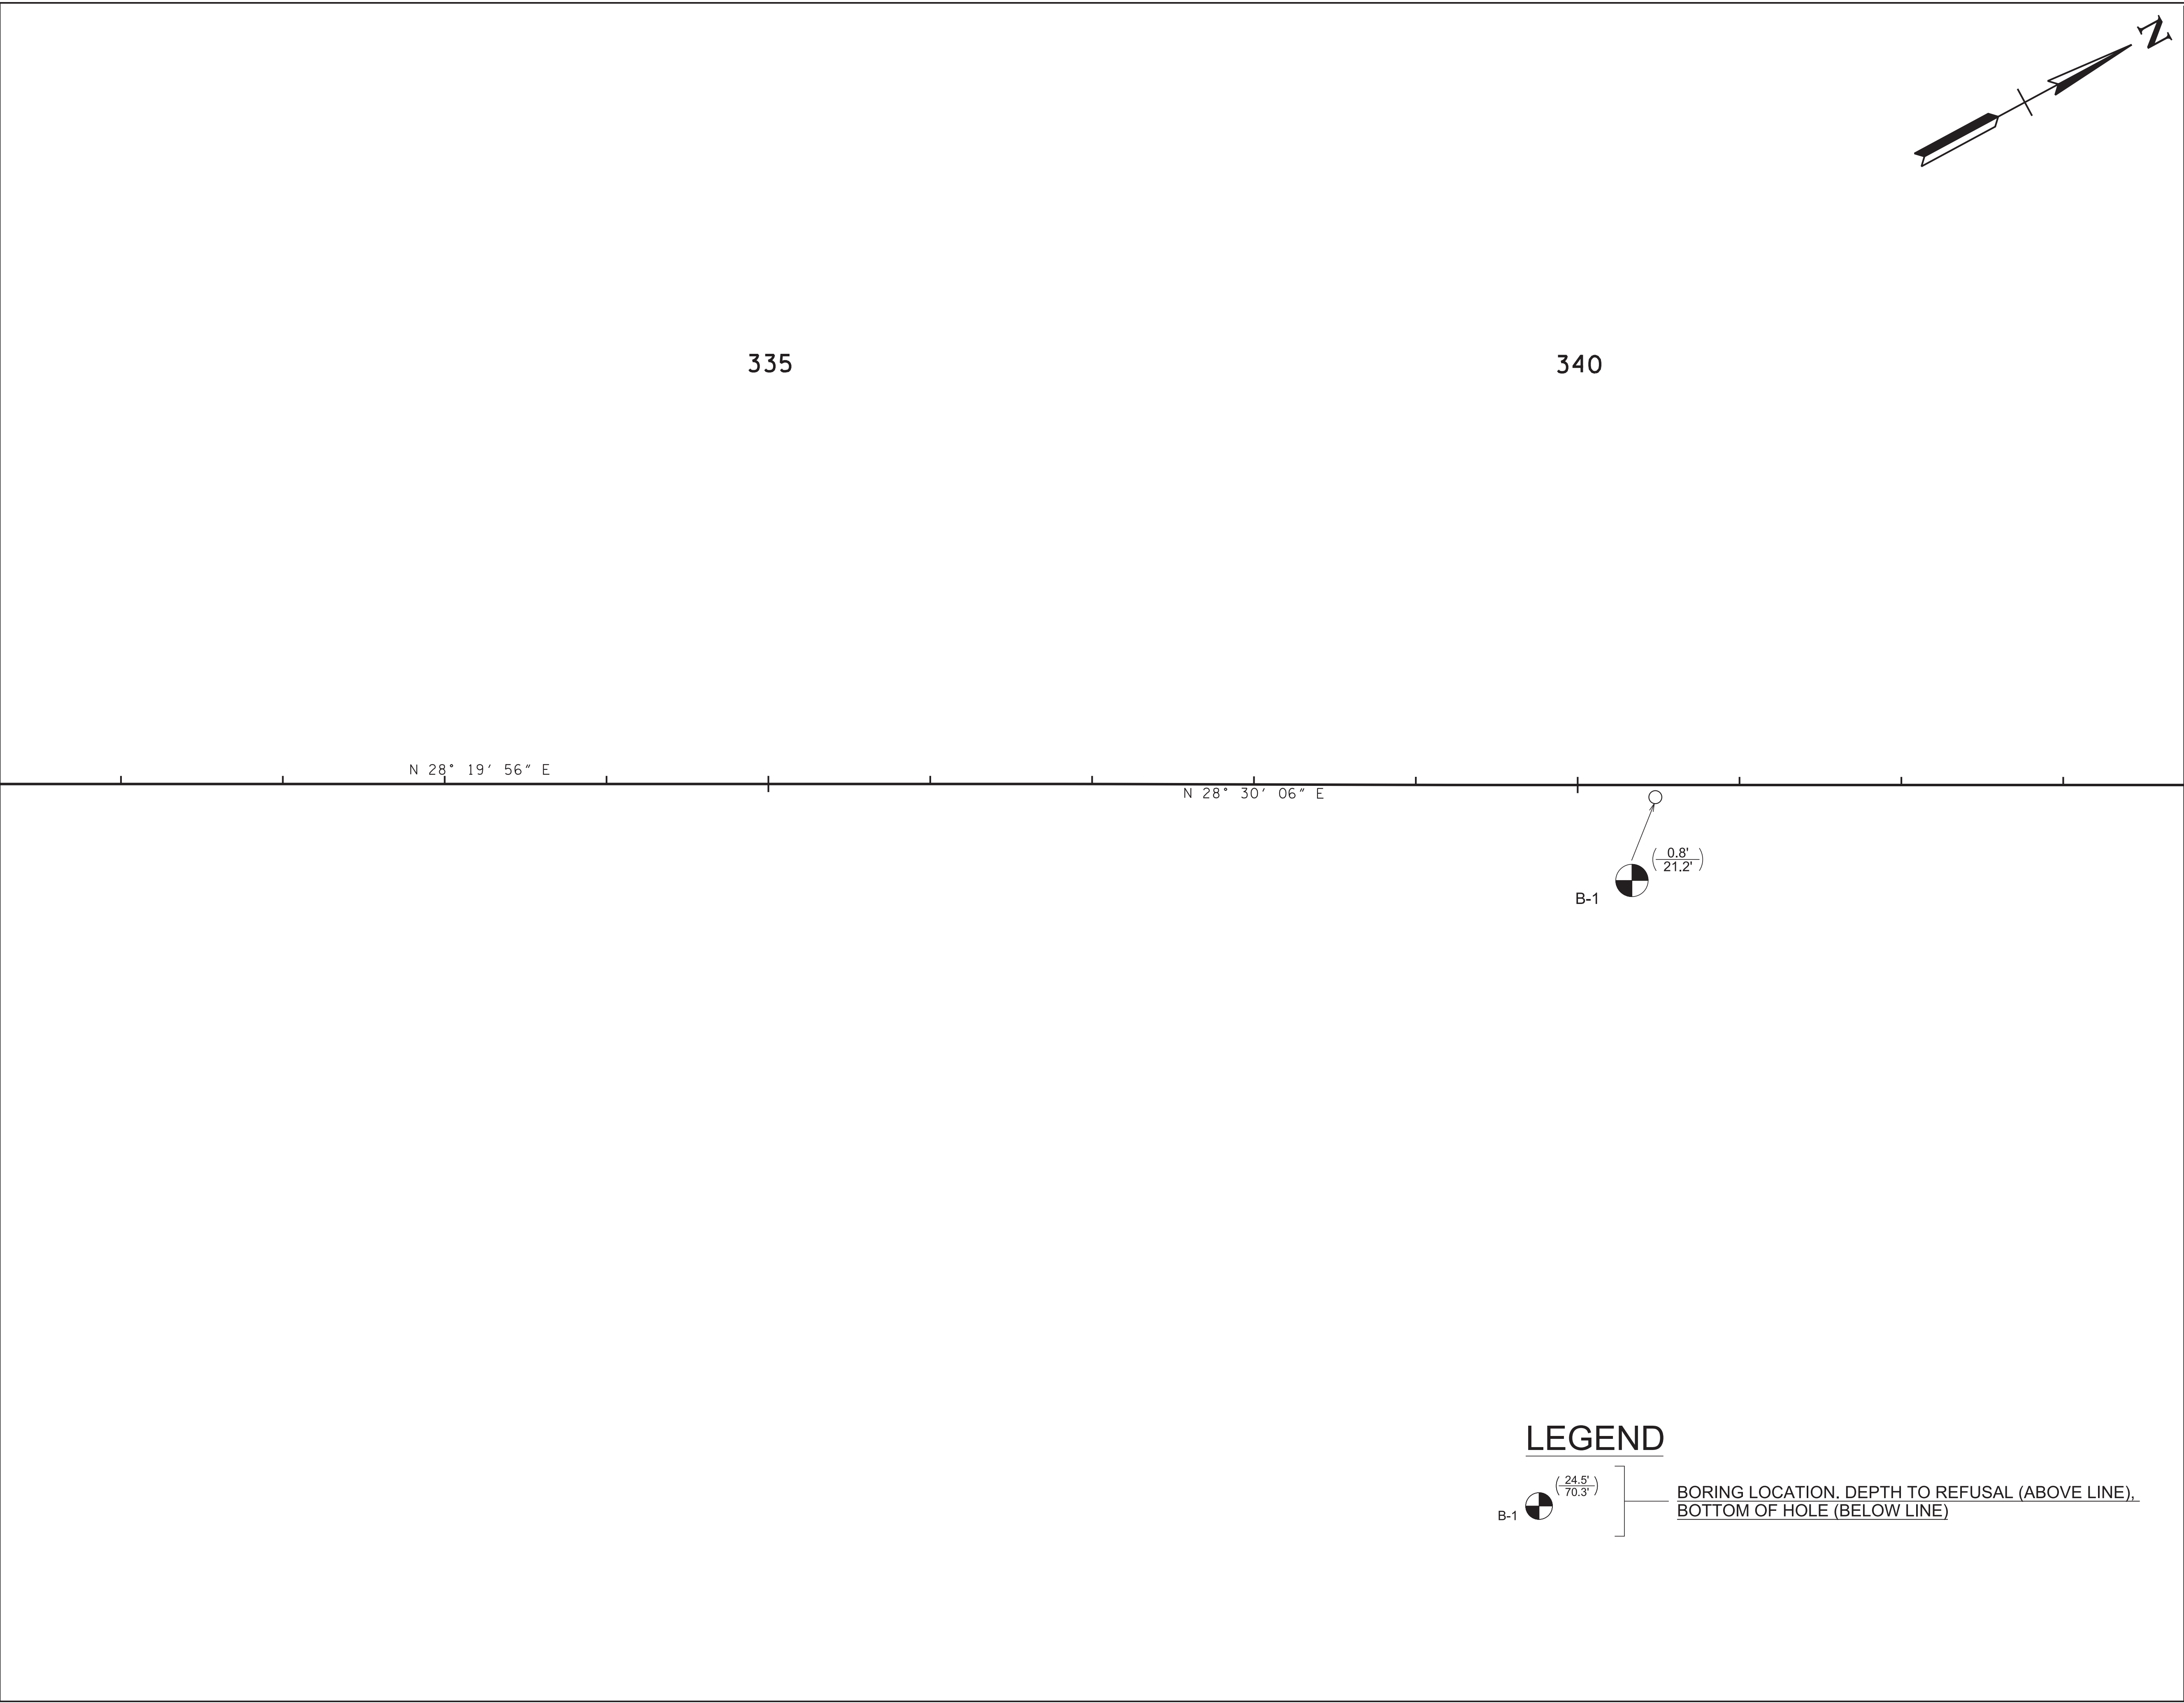 N
335
340
N 28° 19' 56" E
N 28° 30' 06" E
0.8'
21.2'
B-1
LEGEND
24.5'
70.3'
B-1
BORING LOCATION. DEPTH TO REFUSAL (ABOVE LINE),
BOTTOM OF HOLE (BELOW LINE)